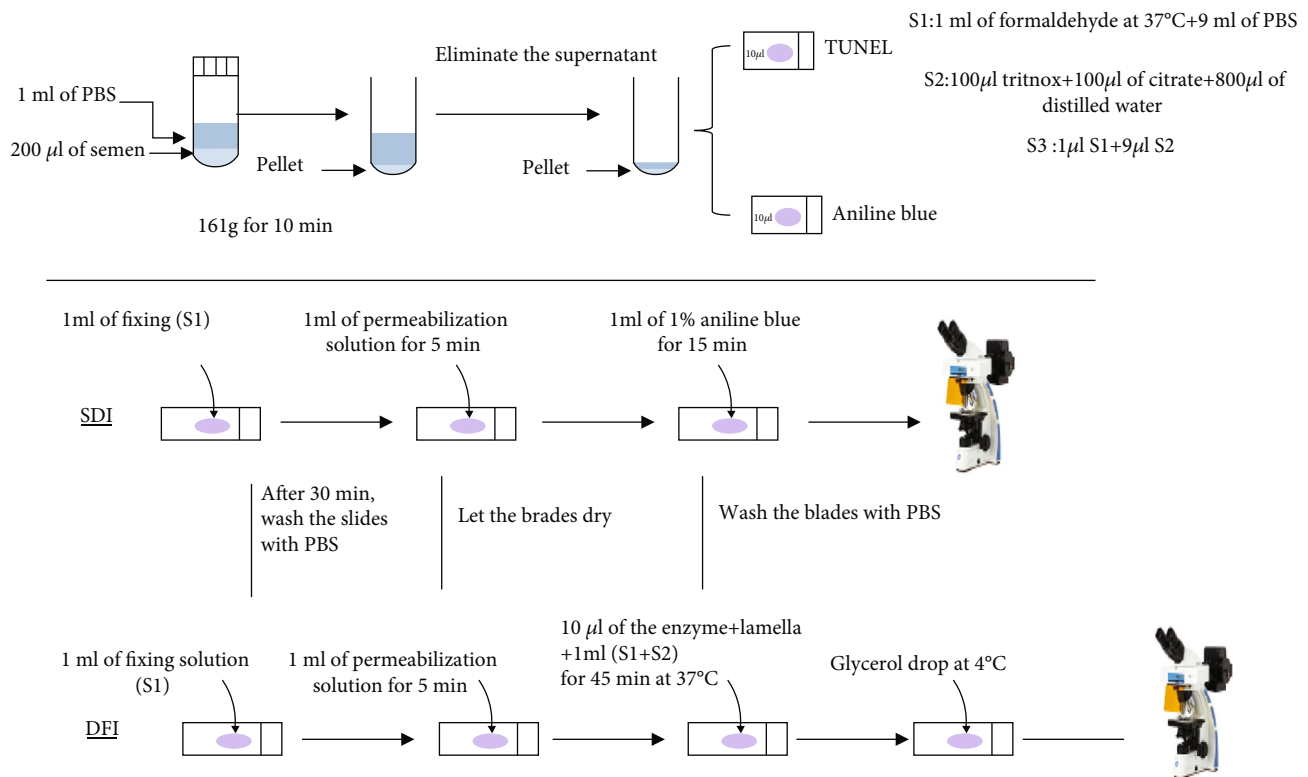 1 ml of PBS
200 µl of semen
161g for 10 min
Pellet
Eliminate the supernatant
Pellet
10µl
TUNEL
10µl
Aniline blue
S1:1 ml of formaldehyde at 37°C+9 ml of PBS
S2:100µl tritnox+100µl of citrate+800µl of
distilled water
S3 :1µl S1+9µl S2
1ml of fixing (S1)
1ml of permeabilization
solution for 5 min
1ml of 1% aniline blue
for 15 min
SDI
After 30 min,
wash the slides
with PBS
Let the brades dry
Wash the blades with PBS
1 ml of fixing solution
(S1)
1 ml of permeabilization
solution for 5 min
10 µl of the enzyme+lamella
+1ml (S1+S2)
for 45 min at 37°C
Glycerol drop at 4°C
DFI